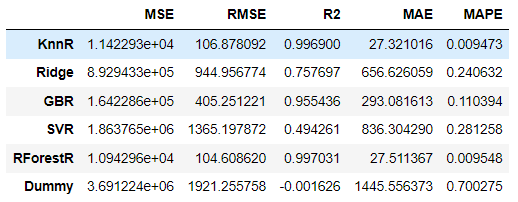 MSE RMSE R2 MAE MAPE
KnnR 1.142293e+04 106.878092 0.996900 27.321016 0.009473
Ridge 8.929433e+05 944.956774 0.757697 656.626059 0.240632
GBR 1.642286e+05 405.251221 0.955436 293.081613 0.110394
SVR 1.863765e+06 1365.197872 0.494261 836.304290 0.281258
RForestR 1.094296e+04 104.608620 0.997031 27.511367 0.009548
Dummy 3.691224e+06 1921.255758 -0.001626 1445.556373 0.700275